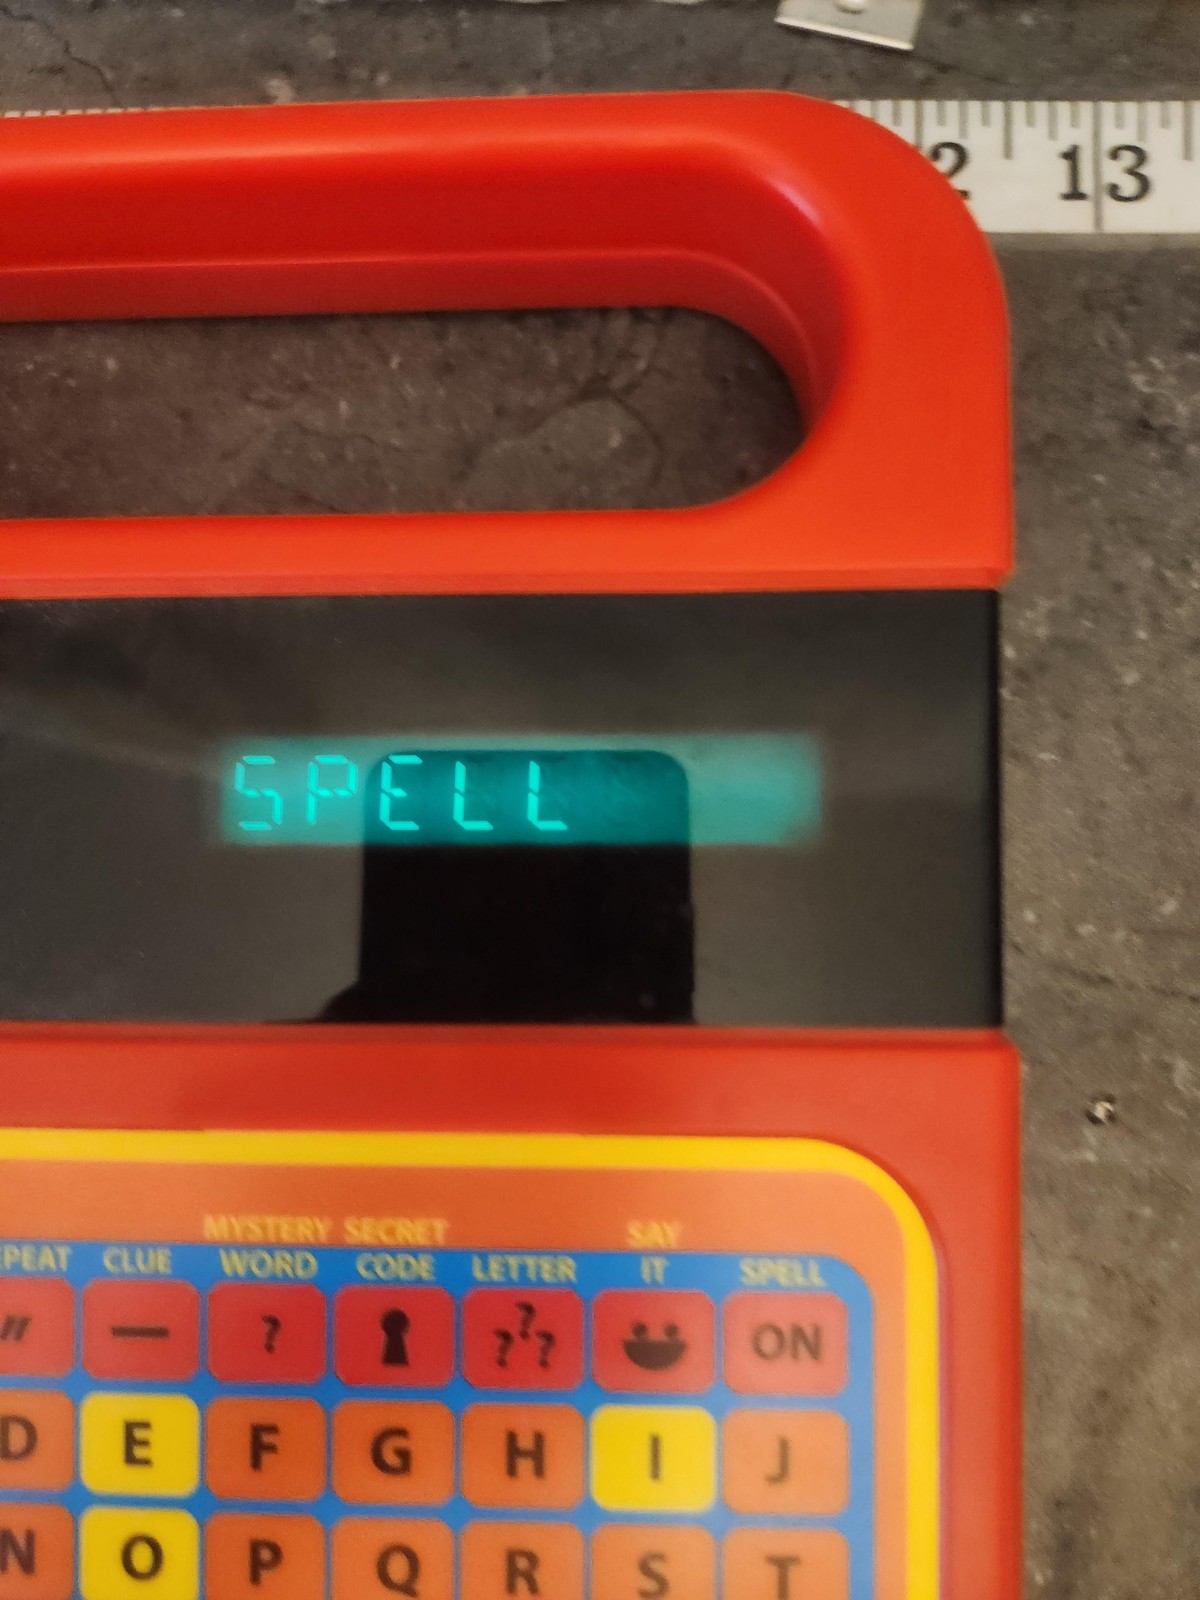 2 13
SPELL
MYSTERY SECRET SAY
EPEAT CLUE WORD CODE LETTER IT SPELL
" — ? ??? ON
D E F G H I J
N O P Q R S T